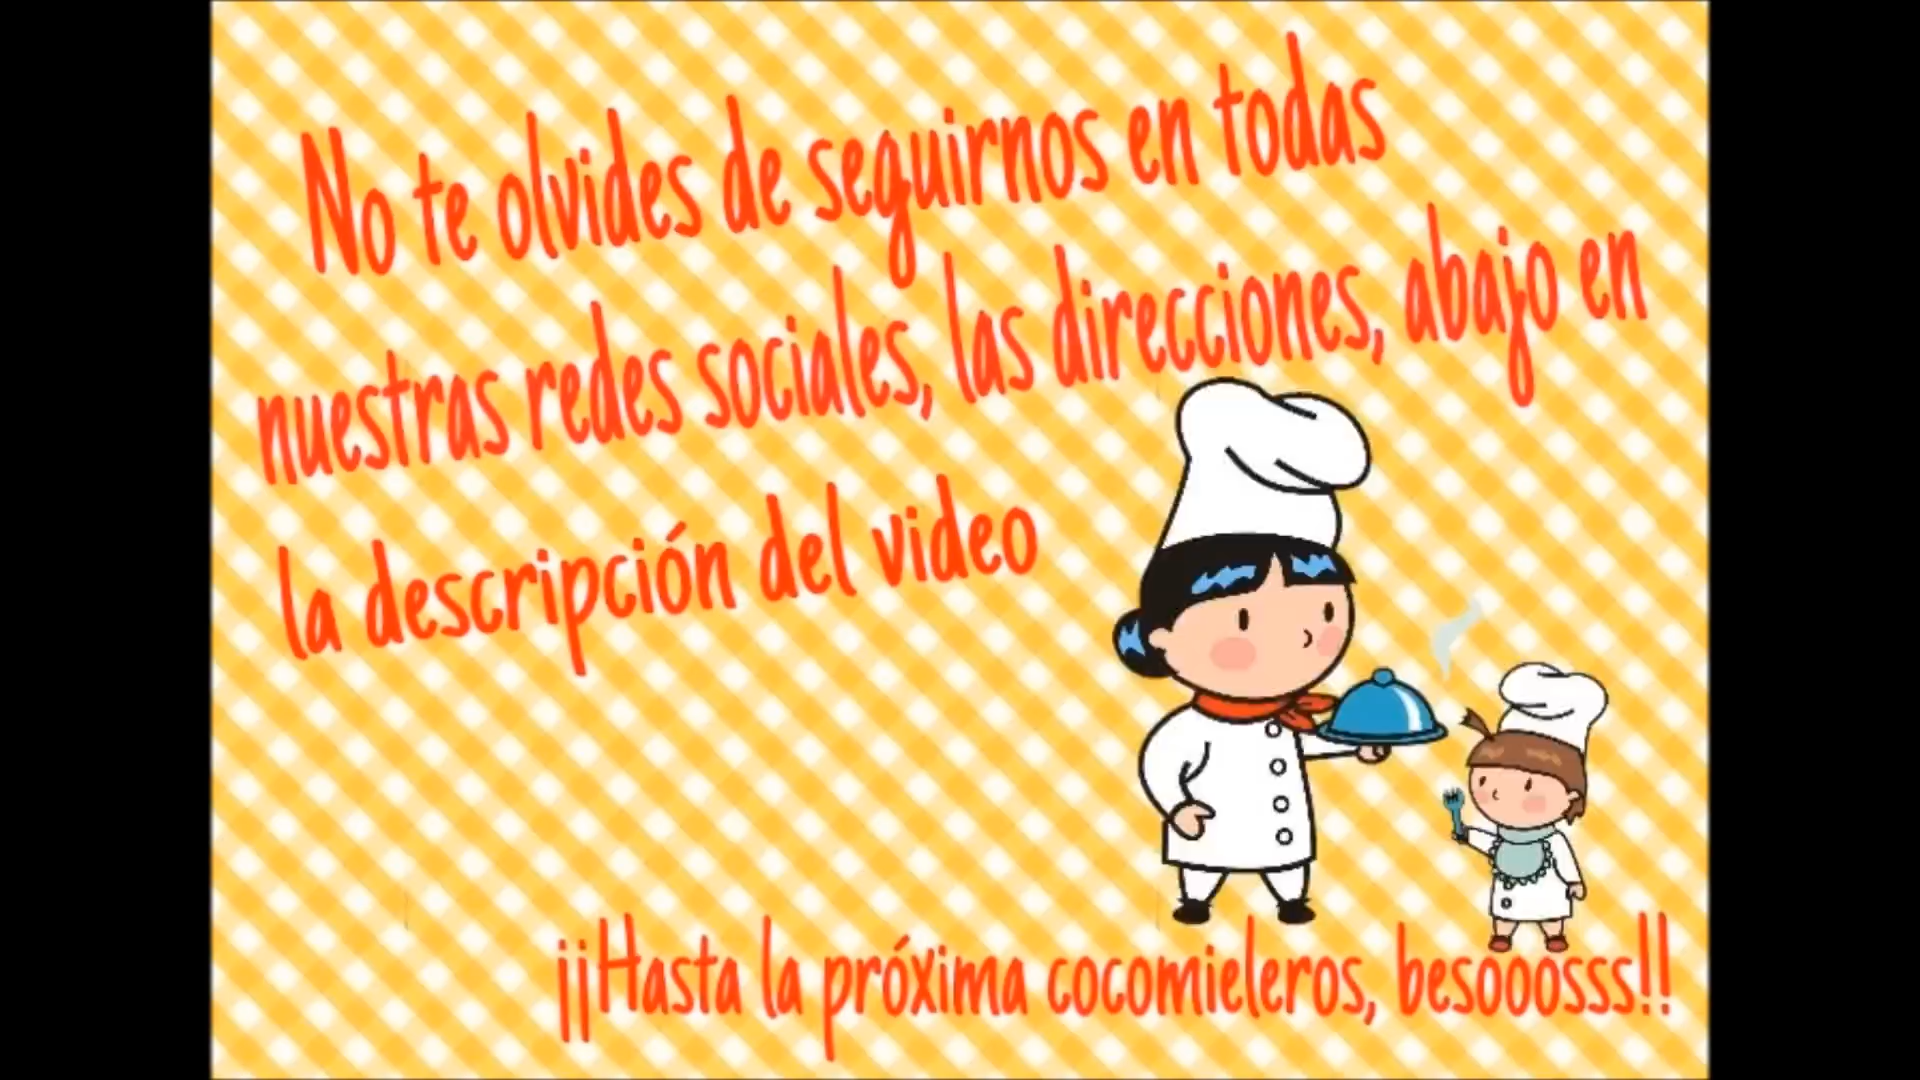 No te olvides de seguirnos en todas
nuestras redes sociales, las direcciones, abajo en
la descripción del video
¡¡Hasta la próxima cocomieleros, besooosss!!